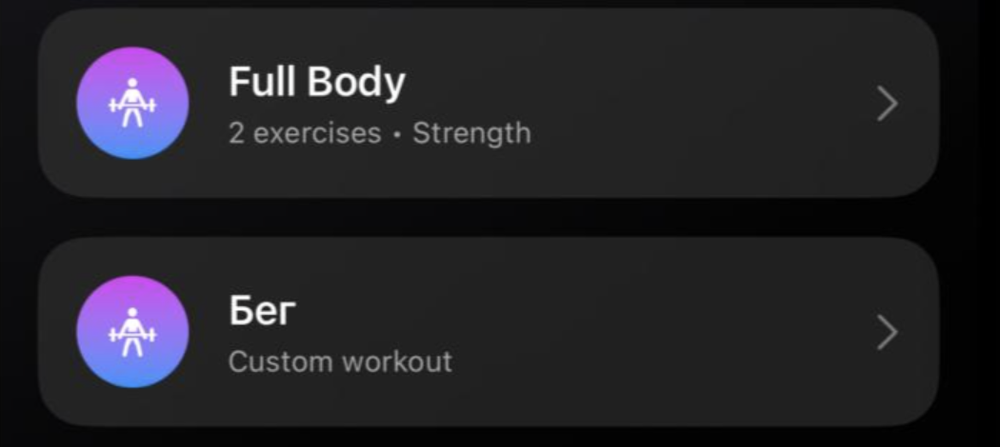 Full Body
2 exercises • Strength
Бег
Custom workout